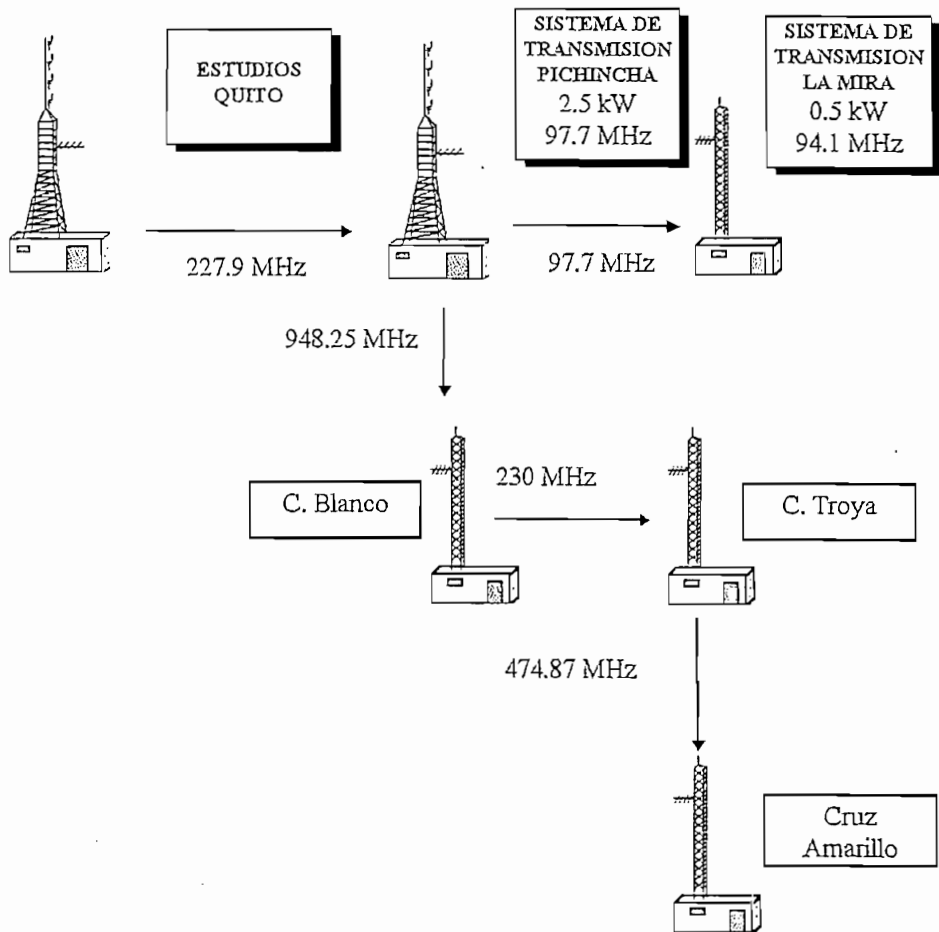 ESTUDIOS
QUITO
SISTEMA DE
TRANSMISION
PICHINCHA
2.5 kW
97.7 MHz
SISTEMA DE
TRANSMISION
LA MIRA
0.5 kW
94.1 MHz
227.9 MHz
97.7 MHz
948.25 MHz
C. Blanco
230 MHz
C. Troya
474.87 MHz
Cruz
Amarillo